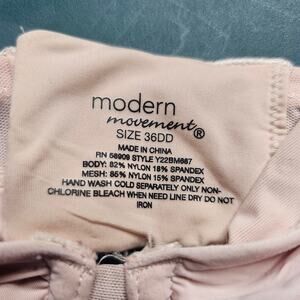 modern
movement®
SIZE 36DD
MADE IN CHINA
RN 58909 STYLE Y22BM667
BODY: 82% NYLON 18% SPANDEX
MESH: 85% NYLON 15% SPANDEX
HAND WASH COLD SEPARATELY ONLY NON-
CHLORINE BLEACH WHEN NEED LINE DRY DO NOT
IRON